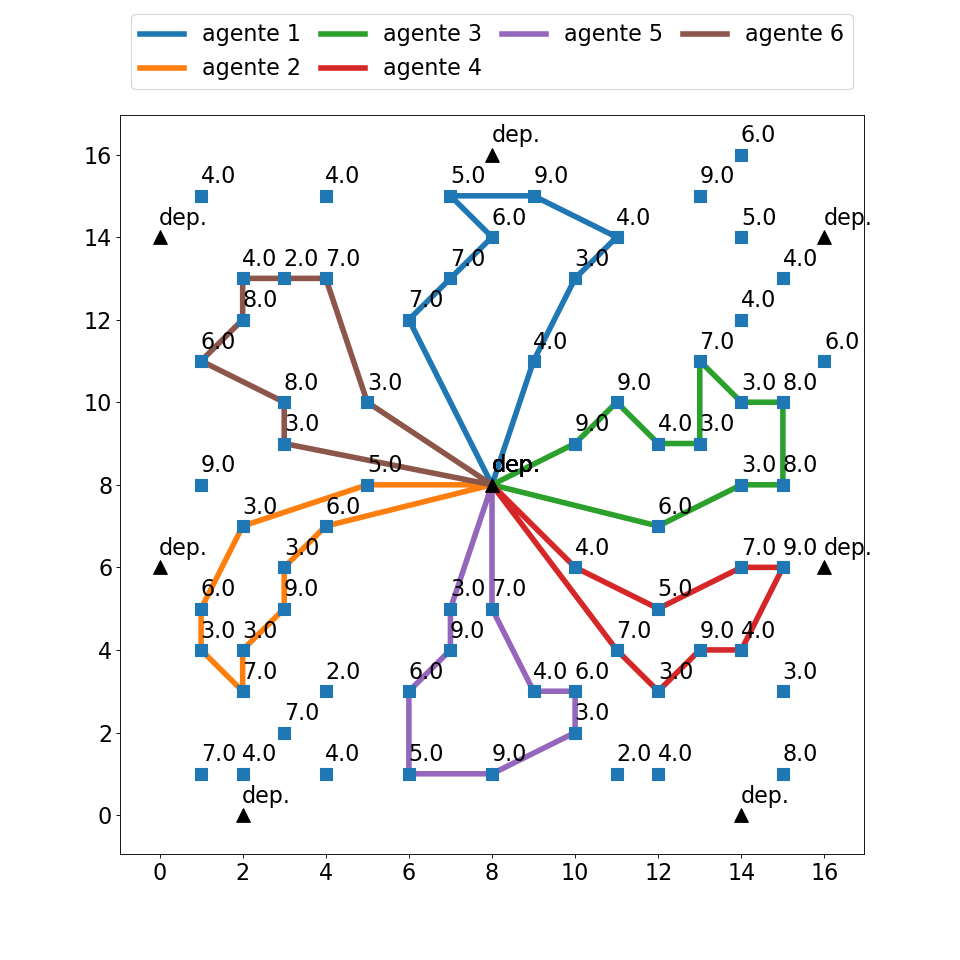 agente 1 agente 3 agente 5 agente 6
agente 2 agente 4
16 dep. 6.0
4.0 4.0 5.0 9.0 9.0
14 dep. 6.0 4.0 5.0 dep.
4.0 2.0 7.0 7.0 3.0 4.0
12 8.0 7.0 4.0
6.0 4.0 7.0 6.0
10 8.0 3.0 9.0 3.0 8.0
3.0 9.0 4.0 3.0
8 9.0 5.0 dep. 3.0 8.0
3.0 6.0 6.0
6 dep. 3.0 4.0 7.0 9.0 dep.
6.0 9.0 3.0 7.0 5.0
4 3.0 3.0 9.0 7.0 9.0 4.0
7.0 2.0 6.0 4.0 6.0 3.0 3.0
2 7.0 3.0
7.0 4.0 4.0 5.0 9.0 2.0 4.0 8.0
0 dep. dep.
0 2 4 6 8 10 12 14 16